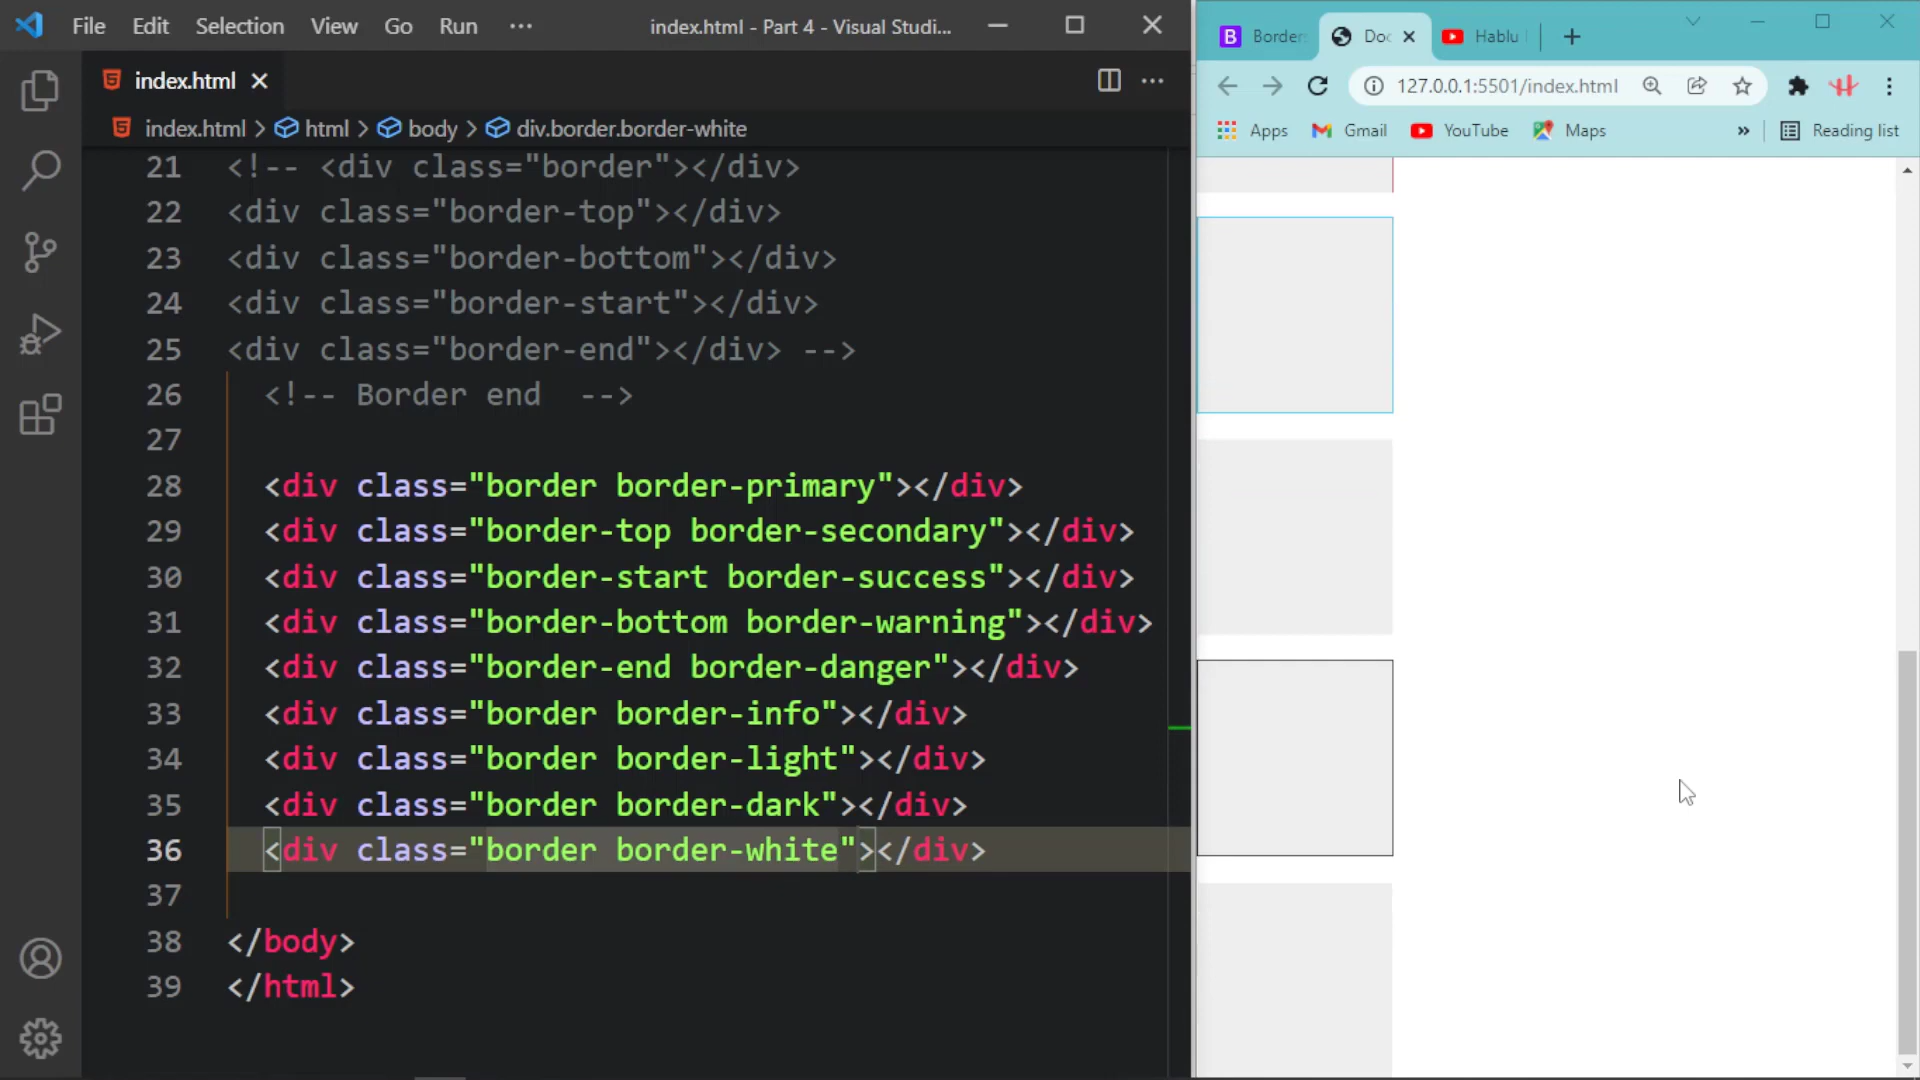 File Edit Selection View Go Run ··· index.html - Part 4 - Visual Studi...
index.html
index.html > html > body > div.border.border-white
21 <!-- <div class="border"></div>
22 <div class="border-top"></div>
23 <div class="border-bottom"></div>
24 <div class="border-start"></div>
25 <div class="border-end"></div> -->
26 <!-- Border end  -->
27
28 <div class="border border-primary"></div>
29 <div class="border-top border-secondary"></div>
30 <div class="border-start border-success"></div>
31 <div class="border-bottom border-warning"></div>
32 <div class="border-end border-danger"></div>
33 <div class="border border-info"></div>
34 <div class="border border-light"></div>
35 <div class="border border-dark"></div>
36 <div class="border border-white"></div>
37
38 </body>
39 </html>
B Border Doc Hablu
127.0.0.1:5501/index.html
Apps Gmail YouTube Maps » Reading list